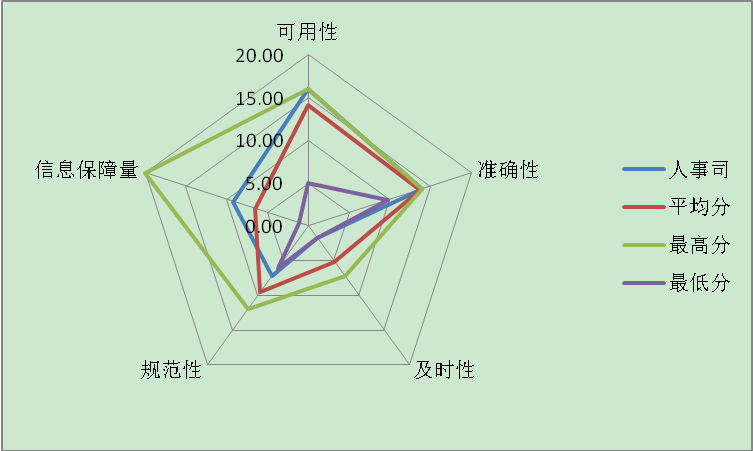 可用性
20.00
15.00
10.00
5.00
0.00
准确性
及时性
规范性
信息保障量
人事司
平均分
最高分
最低分